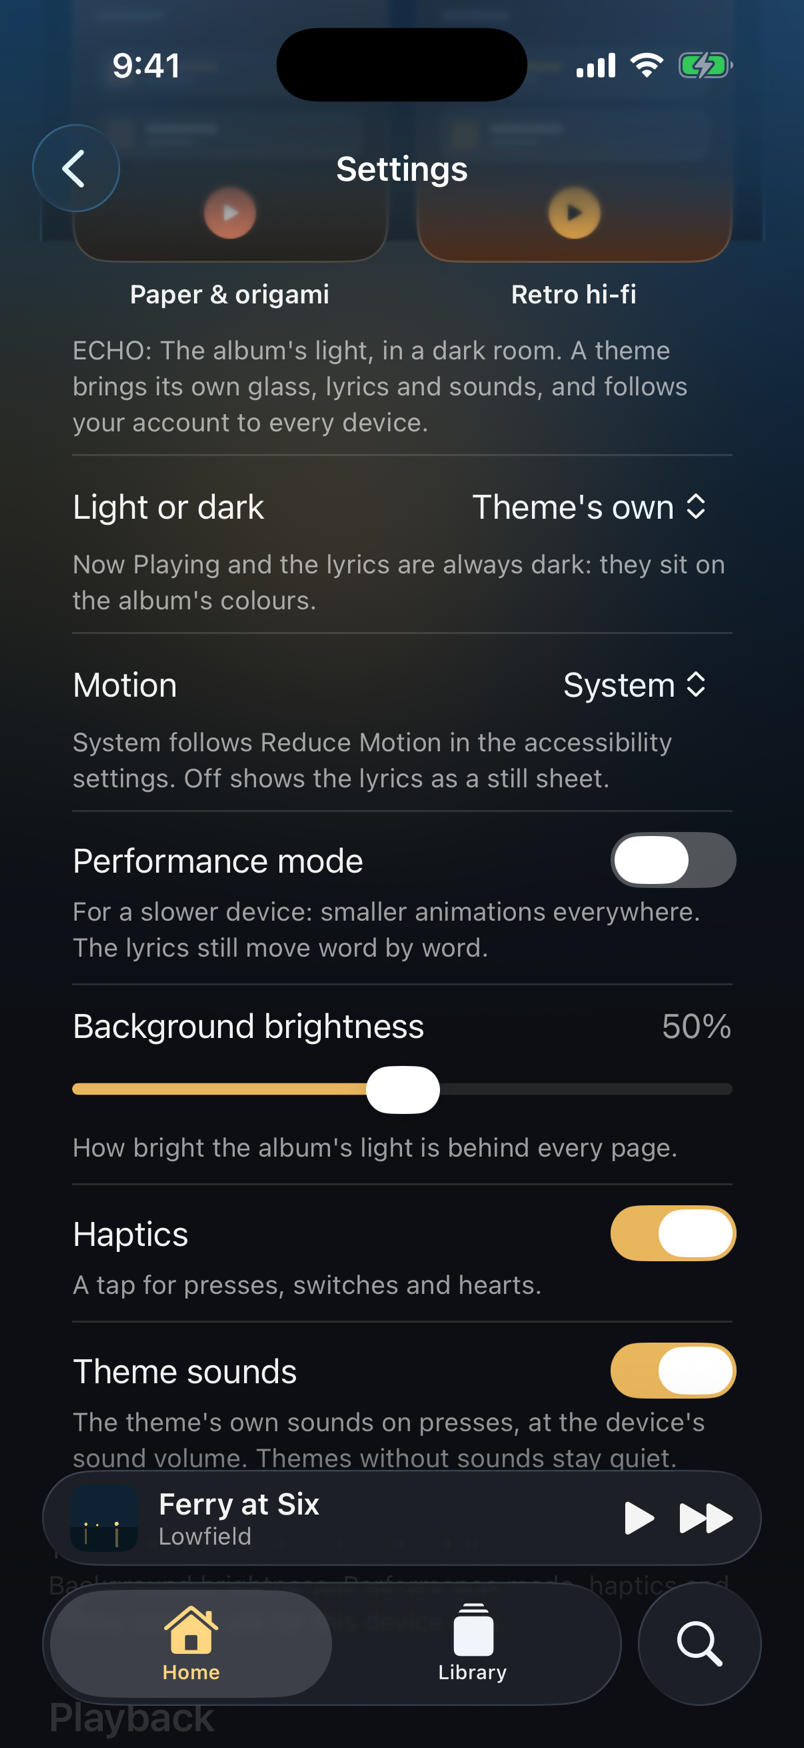 9:41
Settings
Paper & origami
Retro hi-fi
ECHO: The album's light, in a dark room. A theme
brings its own glass, lyrics and sounds, and follows
your account to every device.
Light or dark
Theme's own
Now Playing and the lyrics are always dark: they sit on
the album's colours.
Motion
System
System follows Reduce Motion in the accessibility
settings. Off shows the lyrics as a still sheet.
Performance mode
For a slower device: smaller animations everywhere.
The lyrics still move word by word.
Background brightness
50%
How bright the album's light is behind every page.
Haptics
A tap for presses, switches and hearts.
Theme sounds
The theme's own sounds on presses, at the device's
sound volume. Themes without sounds stay quiet.
Ferry at Six
Lowfield
Background brightness, Performance mode, haptics and
Home
Library
Playback